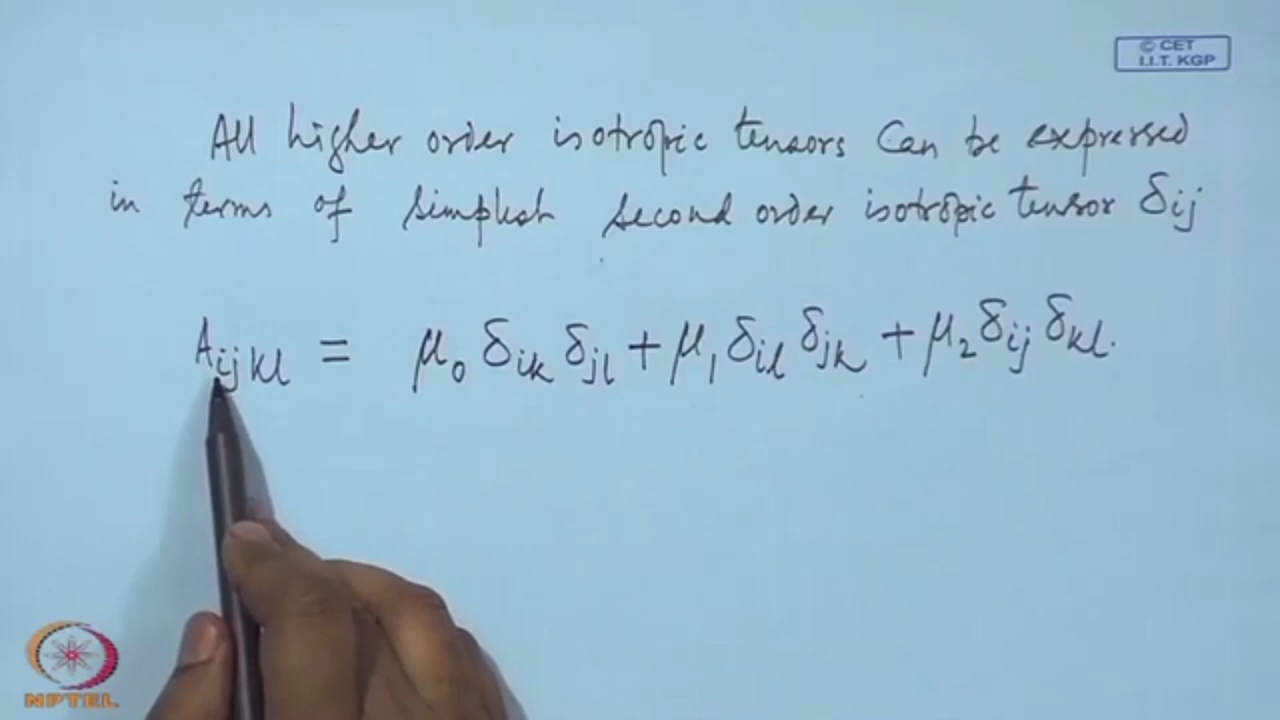 © CET
I.I.T. KGP
All higher order isotropic tensors can be expressed
in terms of simplest second order isotropic tensor δij
Aijkl = μ₀ δik δjl + μ₁ δil δjk + μ₂ δij δkl.
NPTEL